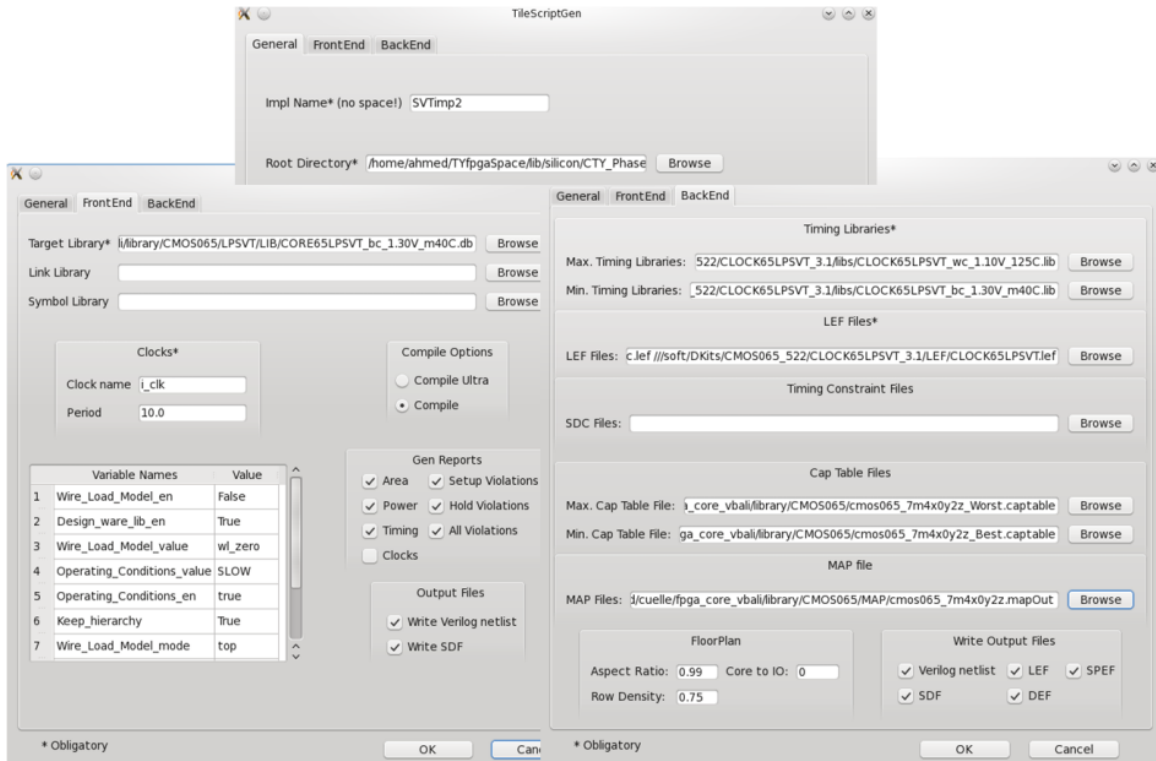 TileScriptGen
General FrontEnd BackEnd
Impl Name* (no space!) SVTimp2
Root Directory* /home/ahmed/TYfpgaSpace/lib/silicon/CTY_Phase Browse
General FrontEnd BackEnd
Target Library* li/library/CMOS065/LPSVT/LIB/CORE65LPSVT_bc_1.30V_m40C.db Browse
Link Library Browse
Symbol Library Browse
Clocks*
Clock name i_clk
Period 10.0
Compile Options
Compile Ultra
Compile
Variable Names Value
1 Wire_Load_Model_en False
2 Design_ware_lib_en True
3 Wire_Load_Model_value wl_zero
4 Operating_Conditions_value SLOW
5 Operating_Conditions_en true
6 Keep_hierarchy True
7 Wire_Load_Model_mode top
Gen Reports
Area Setup Violations
Power Hold Violations
Timing All Violations
Clocks
Output Files
Write Verilog netlist
Write SDF
* Obligatory
OK Canc
General FrontEnd BackEnd
Timing Libraries*
Max. Timing Libraries: 522/CLOCK65LPSVT_3.1/libs/CLOCK65LPSVT_wc_1.10V_125C.lib Browse
Min. Timing Libraries: _522/CLOCK65LPSVT_3.1/libs/CLOCK65LPSVT_bc_1.30V_m40C.lib Browse
LEF Files*
LEF Files: c.lef ///soft/DKits/CMOS065_522/CLOCK65LPSVT_3.1/LEF/CLOCK65LPSVT.lef Browse
Timing Constraint Files
SDC Files: Browse
Cap Table Files
Max. Cap Table File: a_core_vbali/library/CMOS065/cmos065_7m4x0y2z_Worst.captable Browse
Min. Cap Table File: ga_core_vbali/library/CMOS065/cmos065_7m4x0y2z_Best.captable Browse
MAP file
MAP Files: d/cuelle/fpga_core_vbali/library/CMOS065/MAP/cmos065_7m4x0y2z.mapOut Browse
FloorPlan
Aspect Ratio: 0.99 Core to IO: 0
Row Density: 0.75
Write Output Files
Verilog netlist LEF SPEF
SDF DEF
* Obligatory
OK Cancel